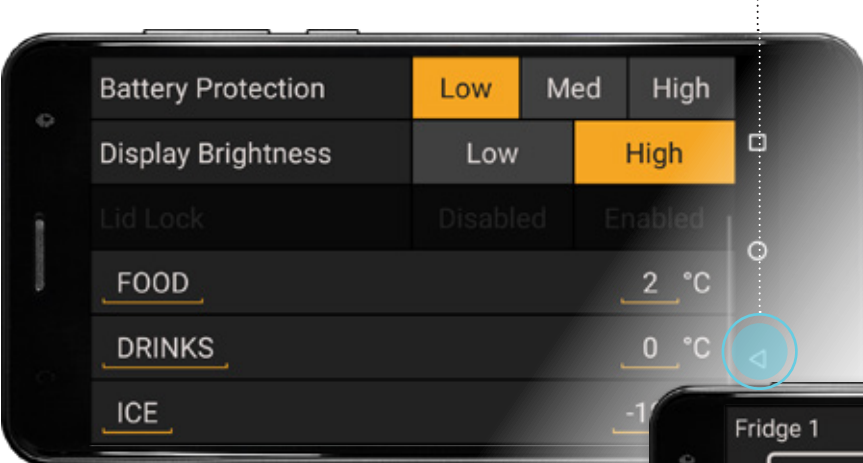 Battery Protection Low Med High
Display Brightness Low High
Lid Lock Disabled Enabled
FOOD 2 °C
DRINKS 0 °C
ICE
Fridge 1